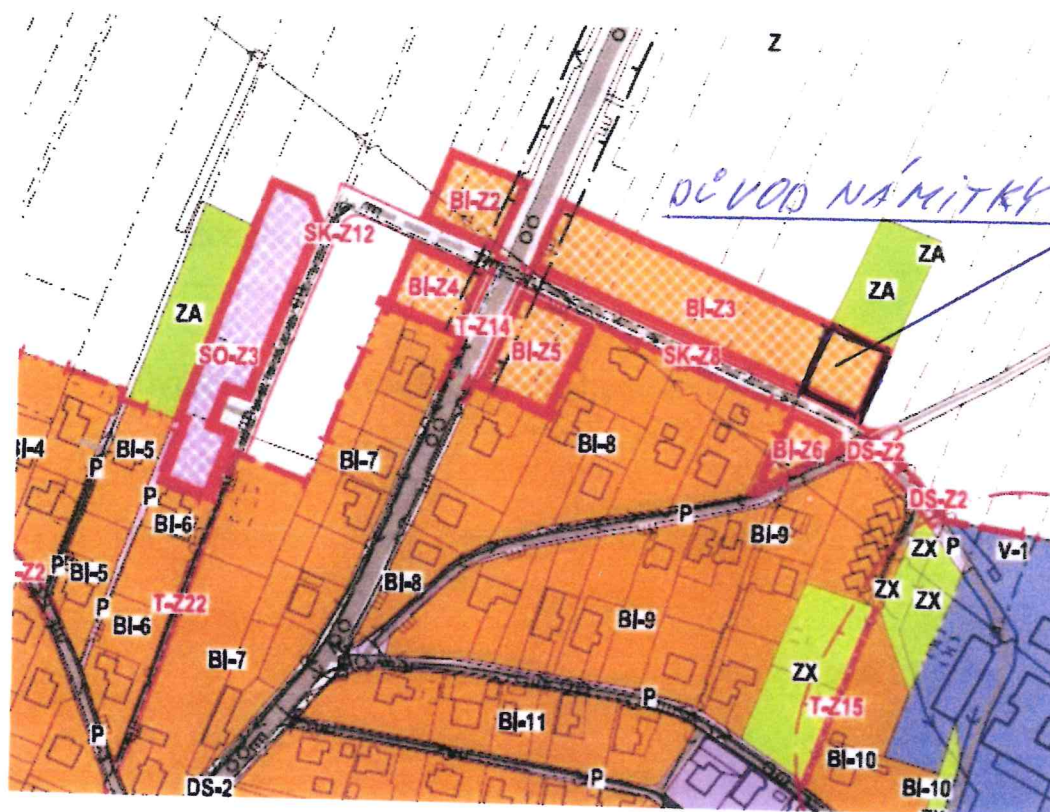 Z
DŮVOD NÁMITKY
BI-Z2
ZA
SK-Z12
ZA
BI-Z4
BI-Z3
ZA
T-Z14
SO-Z3
BI-Z5
SK-Z8
BI-4
BI-5
BI-7
BI-8
BI-Z6
DS-Z2
P
P
DS-Z2
BI-6
P
BI-9
ZX
P
V-1
-Z2
P
BI-5
BI-8
ZX
ZX
P
T-Z22
BI-6
BI-9
BI-7
ZX
P
T-Z15
BI-11
P
BI-10
DS-2
P
BI-10
ZX